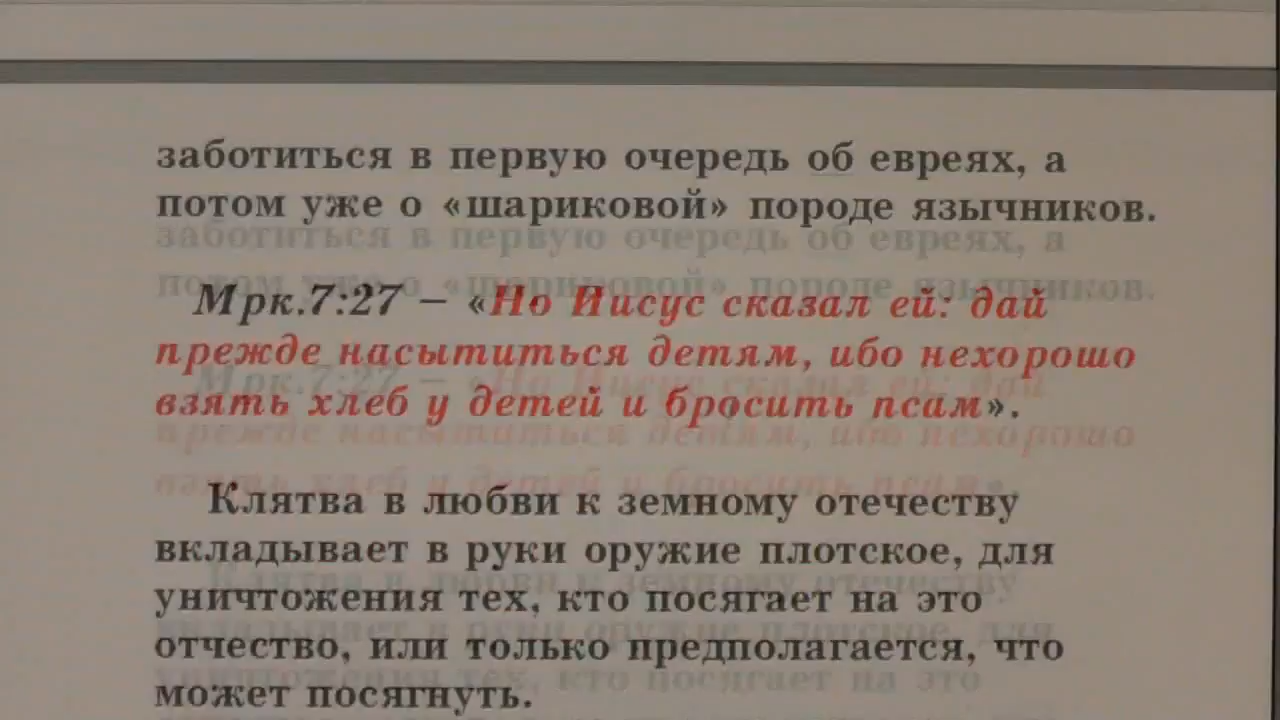 заботиться в первую очередь об евреях, а
потом уже о «шариковой» породе язычников.
Мрк.7:27 – «Но Иисус сказал ей: дай
прежде насытиться детям, ибо нехорошо
взять хлеб у детей и бросить псам».
Клятва в любви к земному отечеству
вкладывает в руки оружие плотское, для
уничтожения тех, кто посягает на это
отчество, или только предполагается, что
может посягнуть.